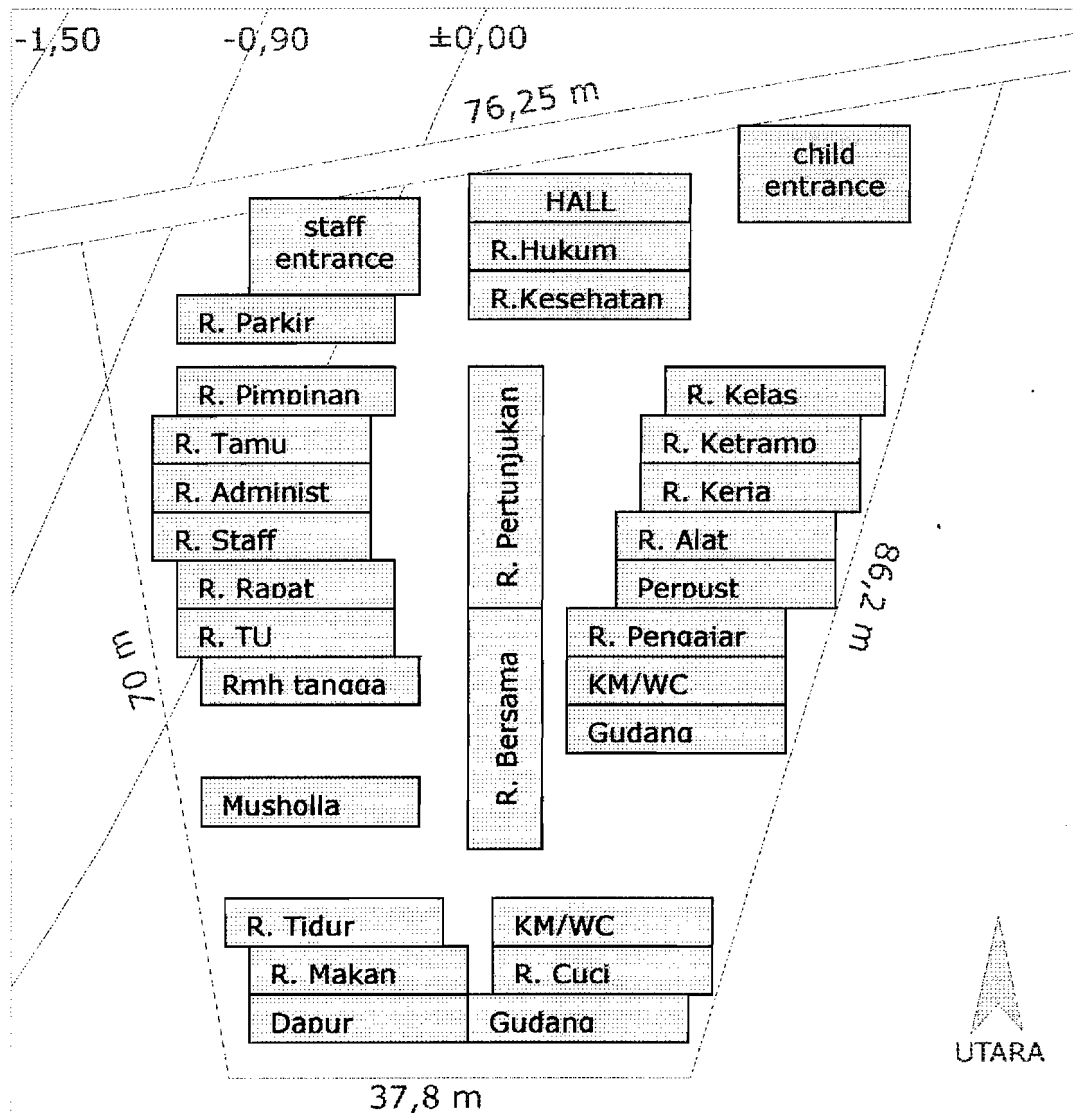 -1,50
-0,90
±0,00
76,25 m
child
entrance
HALL
R.Hukum
R.Kesehatan
staff
entrance
R. Parkir
R. Pimpinan
R. Tamu
R. Administ
R. Staff
R. Rapat
R. TU
Rmh tangga
Musholla
R. Pertunjukan
R. Bersama
R. Kelas
R. Ketramp
R. Kerja
R. Alat
Perpust
R. Pengajar
KM/WC
Gudang
70 m
86,2 m
R. Tidur
R. Makan
Dapur
KM/WC
R. Cuci
Gudang
37,8 m
UTARA